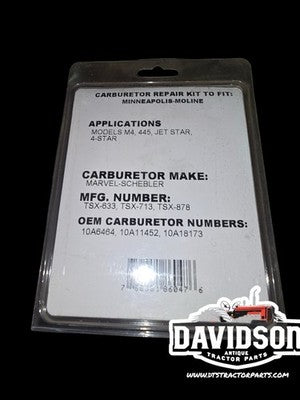 CARBURETOR REPAIR KIT TO FIT:
MINNEAPOLIS-MOLINE
APPLICATIONS
MODELS M4, 445, JET STAR,
4-STAR
CARBURETOR MAKE:
MARVEL-SCHEBLER
MFG. NUMBER:
TSX-633, TSX-713, TSX-878
OEM CARBURETOR NUMBERS:
10A6464, 10A11452, 10A18173
DAVIDSON
ANTIQUE
TRACTOR PARTS
WWW.DTSTRACTORPARTS.COM